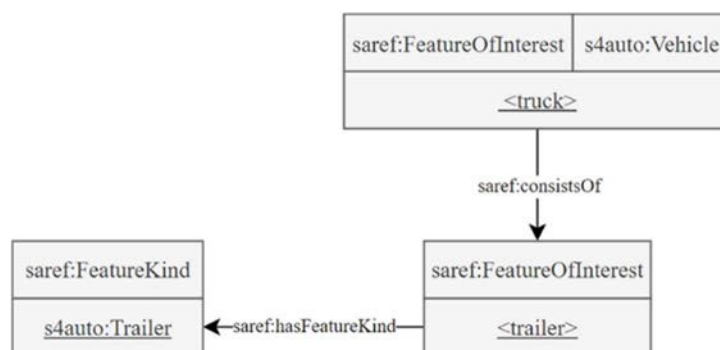 saref:FeatureOfInterest s4auto:Vehicle
<truck>
saref:consistsOf
saref:FeatureKind saref:FeatureOfInterest
s4auto:Trailer saref:hasFeatureKind <trailer>